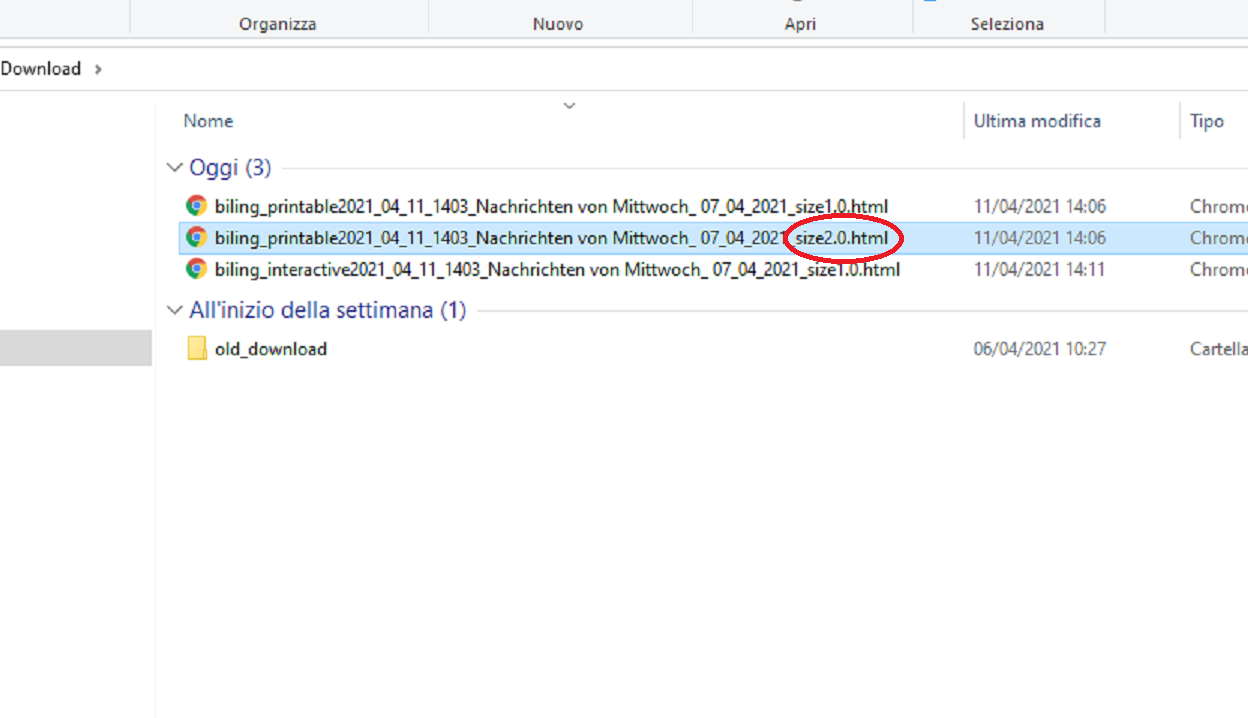 Organizza Nuovo Apri Seleziona
Download
Nome Ultima modifica Tipo
Oggi (3)
biling_printable2021_04_11_1403_Nachrichten von Mittwoch_ 07_04_2021_size1.0.html 11/04/2021 14:06 Chrome
biling_printable2021_04_11_1403_Nachrichten von Mittwoch_ 07_04_2021_size2.0.html 11/04/2021 14:06 Chrome
biling_interactive2021_04_11_1403_Nachrichten von Mittwoch_ 07_04_2021_size1.0.html 11/04/2021 14:11 Chrome
All'inizio della settimana (1)
old_download 06/04/2021 10:27 Cartella